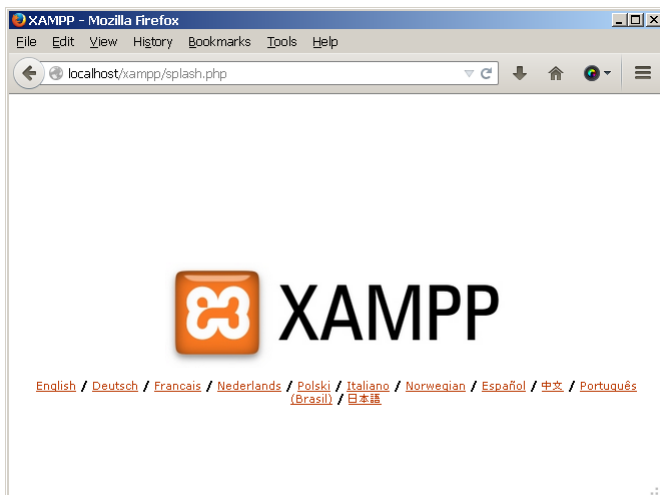 XAMPP - Mozilla Firefox
File Edit View History Bookmarks Tools Help
localhost/xampp/splash.php
XAMPP
English / Deutsch / Francais / Nederlands / Polski / Italiano / Norwegian / Español / 中文 / Português
(Brasil) / 日本語